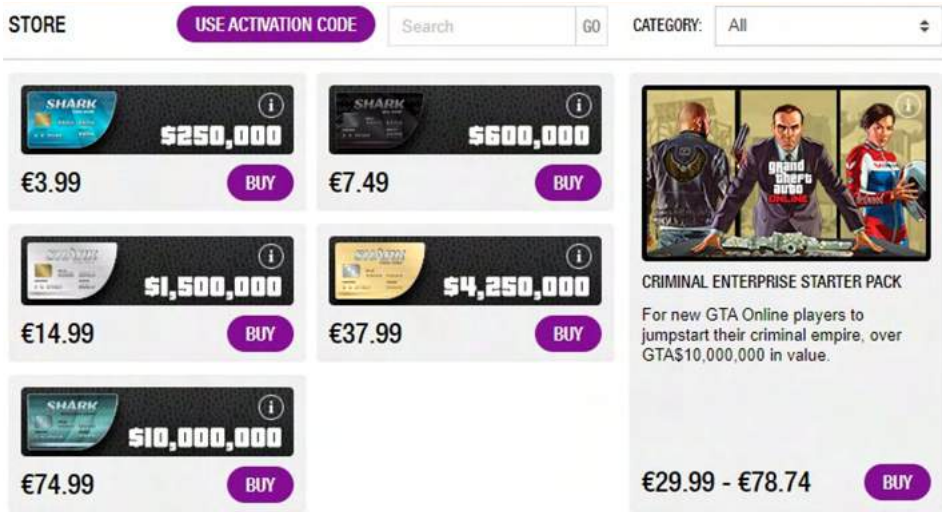 STORE
USE ACTIVATION CODE
Search
GO
CATEGORY:
All
SHARK
$250,000
€3.99
BUY
SHARK
$600,000
€7.49
BUY
SHARK
$1,500,000
€14.99
BUY
SHARK
$4,250,000
€37.99
BUY
SHARK
$10,000,000
€74.99
BUY
grand
theft
auto
ONLINE
CRIMINAL ENTERPRISE STARTER PACK
For new GTA Online players to
jumpstart their criminal empire, over
GTA$10,000,000 in value.
€29.99 - €78.74
BUY